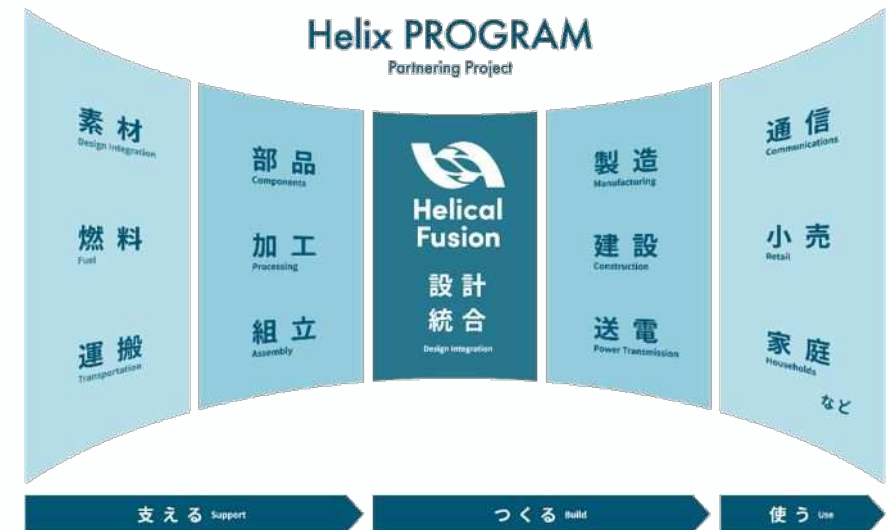 Helix PROGRAM
Partnering Project
素材
Design Integration
燃料
Fuel
運搬
Transportation
部品
Components
加工
Processing
組立
Assembly
Helical
Fusion
設計
統合
Design Integration
製造
Manufacturing
建設
Construction
送電
Power Transmission
通信
Communications
小売
Retail
家庭
Households
など
支える Support
つくる Build
使う Use